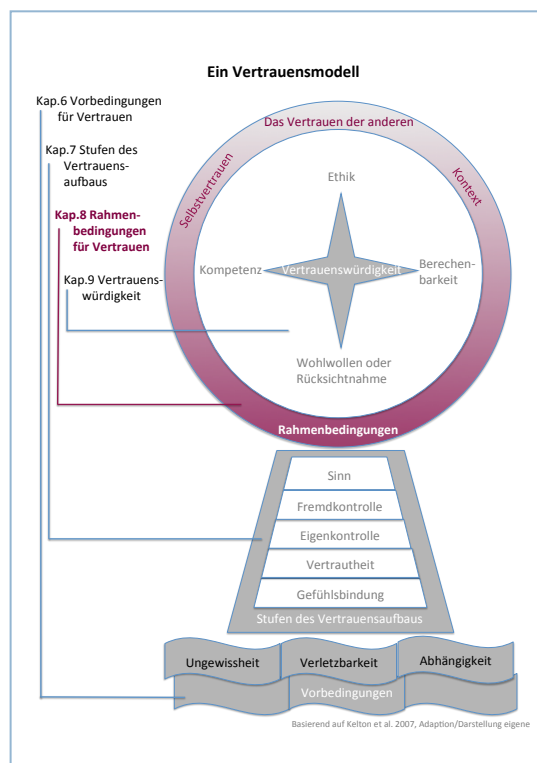 Ein Vertrauensmodell
Kap.6 Vorbedingungen
für Vertrauen
Kap.7 Stufen des
Vertrauens-
aufbaus
Kap.8 Rahmen-
bedingungen
für Vertrauen
Kap.9 Vertrauens-
würdigkeit
Das Vertrauen der anderen
Selbstvertrauen
Kontext
Ethik
Kompetenz
Vertrauenswürdigkeit
Berechen-
barkeit
Wohlwollen oder
Rücksichtnahme
Rahmenbedingungen
Sinn
Fremdkontrolle
Eigenkontrolle
Vertrautheit
Gefühlsbindung
Stufen des Vertrauensaufbaus
Ungewissheit
Verletzbarkeit
Abhängigkeit
Vorbedingungen
Basierend auf Kelton et al. 2007, Adaption/Darstellung eigene